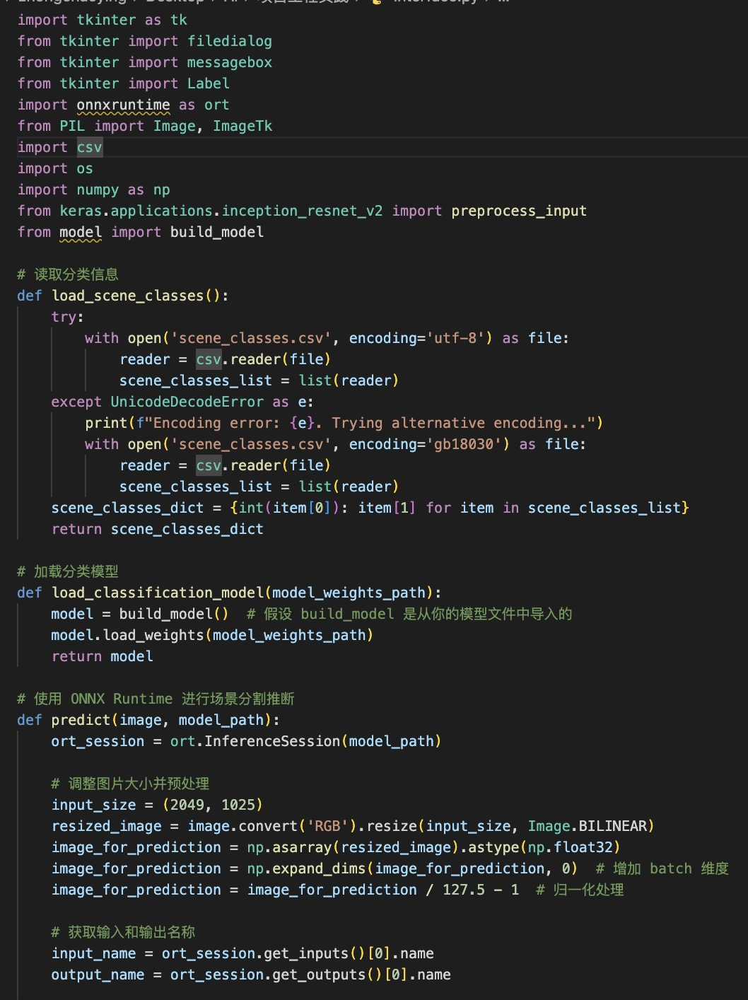 import tkinter as tk
from tkinter import filedialog
from tkinter import messagebox
from tkinter import Label
import onnxruntime as ort
from PIL import Image, ImageTk
import csv
import os
import numpy as np
from keras.applications.inception_resnet_v2 import preprocess_input
from model import build_model

# 读取分类信息
def load_scene_classes():
    try:
        with open('scene_classes.csv', encoding='utf-8') as file:
            reader = csv.reader(file)
            scene_classes_list = list(reader)
    except UnicodeDecodeError as e:
        print(f"Encoding error: {e}. Trying alternative encoding...")
        with open('scene_classes.csv', encoding='gb18030') as file:
            reader = csv.reader(file)
            scene_classes_list = list(reader)
    scene_classes_dict = {int(item[0]): item[1] for item in scene_classes_list}
    return scene_classes_dict

# 加载分类模型
def load_classification_model(model_weights_path):
    model = build_model()  # 假设 build_model 是从你的模型文件中导入的
    model.load_weights(model_weights_path)
    return model

# 使用 ONNX Runtime 进行场景分割推断
def predict(image, model_path):
    ort_session = ort.InferenceSession(model_path)

    # 调整图片大小并预处理
    input_size = (2049, 1025)
    resized_image = image.convert('RGB').resize(input_size, Image.BILINEAR)
    image_for_prediction = np.asarray(resized_image).astype(np.float32)
    image_for_prediction = np.expand_dims(image_for_prediction, 0)  # 增加 batch 维度
    image_for_prediction = image_for_prediction / 127.5 - 1  # 归一化处理

    # 获取输入和输出名称
    input_name = ort_session.get_inputs()[0].name
    output_name = ort_session.get_outputs()[0].name